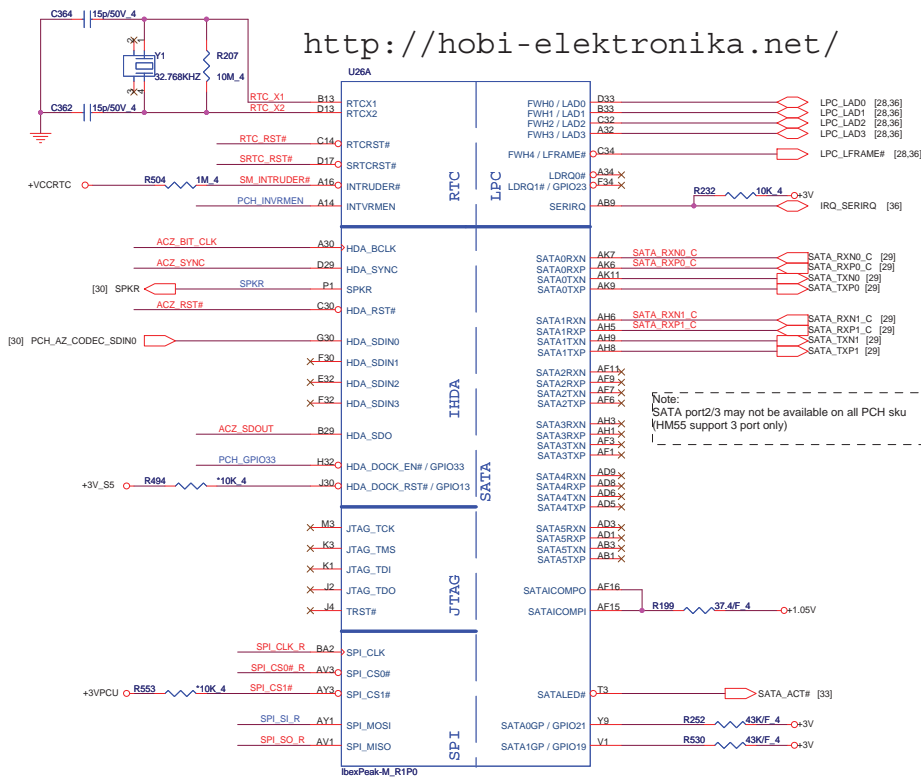 http://hobi-elektronika.net/
C364 15p/50V_4
2 1
Y1
32.768KHZ
3 4
R207
10M_4
C362 15p/50V_4
U26A
RTC_X1 B13 RTCX1
RTC_X2 D13 RTCX2
RTC_RST# C14 RTCRST#
SRTC_RST# D17 SRTCRST#
+VCCRTC R504 1M_4 SM_INTRUDER# A16 INTRUDER#
PCH_INVRMEN A14 INTVRMEN
RTC
LPC
FWH0 / LAD0 D33 LPC_LAD0 [28,36]
FWH1 / LAD1 B33 LPC_LAD1 [28,36]
FWH2 / LAD2 C32 LPC_LAD2 [28,36]
FWH3 / LAD3 A32 LPC_LAD3 [28,36]
FWH4 / LFRAME# C34 LPC_LFRAME# [28,36]
LDRQ0# A34
LDRQ1# / GPIO23 F34
R232 10K_4 +3V
SERIRQ AB9 IRQ_SERIRQ [36]
ACZ_BIT_CLK A30 HDA_BCLK
ACZ_SYNC D29 HDA_SYNC
[30] SPKR SPKR P1 SPKR
ACZ_RST# C30 HDA_RST#
[30] PCH_AZ_CODEC_SDIN0 G30 HDA_SDIN0
F30 HDA_SDIN1
E32 HDA_SDIN2
F32 HDA_SDIN3
ACZ_SDOUT B29 HDA_SDO
PCH_GPIO33 H32 HDA_DOCK_EN# / GPIO33
+3V_S5 R494 *10K_4 J30 HDA_DOCK_RST# / GPIO13
IHDA
SATA
SATA0RXN AK7 SATA_RXN0_C SATA_RXN0_C [29]
SATA0RXP AK6 SATA_RXP0_C SATA_RXP0_C [29]
SATA0TXN AK11 SATA_TXN0 [29]
SATA0TXP AK9 SATA_TXP0 [29]
SATA1RXN AH6 SATA_RXN1_C SATA_RXN1_C [29]
SATA1RXP AH5 SATA_RXP1_C SATA_RXP1_C [29]
SATA1TXN AH9 SATA_TXN1 [29]
SATA1TXP AH8 SATA_TXP1 [29]
SATA2RXN AF11
SATA2RXP AF9
SATA2TXN AF7
SATA2TXP AF6
Note:
SATA port2/3 may not be available on all PCH sku
(HM55 support 3 port only)
SATA3RXN AH3
SATA3RXP AH1
SATA3TXN AF3
SATA3TXP AF1
SATA4RXN AD9
SATA4RXP AD8
SATA4TXN AD6
SATA4TXP AD5
SATA5RXN AD3
SATA5RXP AD1
SATA5TXN AB3
SATA5TXP AB1
M3 JTAG_TCK
K3 JTAG_TMS
K1 JTAG_TDI
J2 JTAG_TDO
J4 TRST#
JTAG
SATAICOMPO AF16
SATAICOMPI AF15 R199 37.4/F_4 +1.05V
SPI_CLK_R BA2 SPI_CLK
SPI_CS0#_R AV3 SPI_CS0#
+3VPCU R553 *10K_4 SPI_CS1# AY3 SPI_CS1#
SPI_SI_R AY1 SPI_MOSI
SPI_SO_R AV1 SPI_MISO
SPI
SATALED# T3 SATA_ACT# [33]
SATA0GP / GPIO21 Y9 R252 43K/F_4 +3V
SATA1GP / GPIO19 V1 R530 43K/F_4 +3V
IbexPeak-M_R1P0